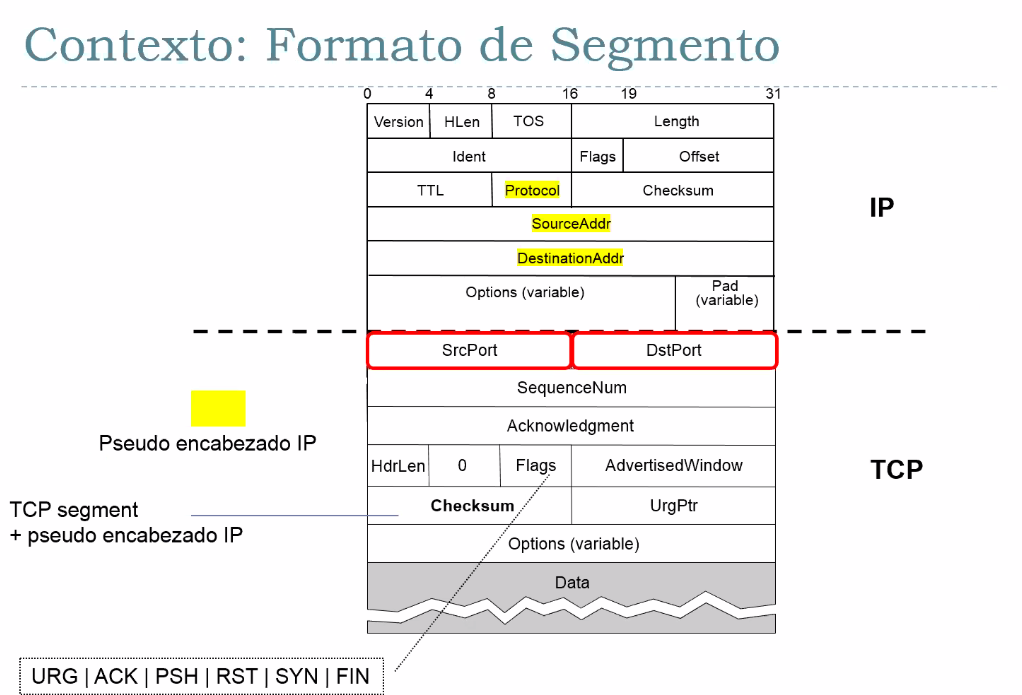 Contexto: Formato de Segmento
0 4 8 16 19 31
Version HLen TOS Length
Ident Flags Offset
TTL Protocol Checksum
SourceAddr
DestinationAddr
Options (variable) Pad
(variable)
IP
SrcPort DstPort
SequenceNum
Acknowledgment
HdrLen 0 Flags AdvertisedWindow
Checksum UrgPtr
Options (variable)
Data
TCP
Pseudo encabezado IP
TCP segment
+ pseudo encabezado IP
URG | ACK | PSH | RST | SYN | FIN